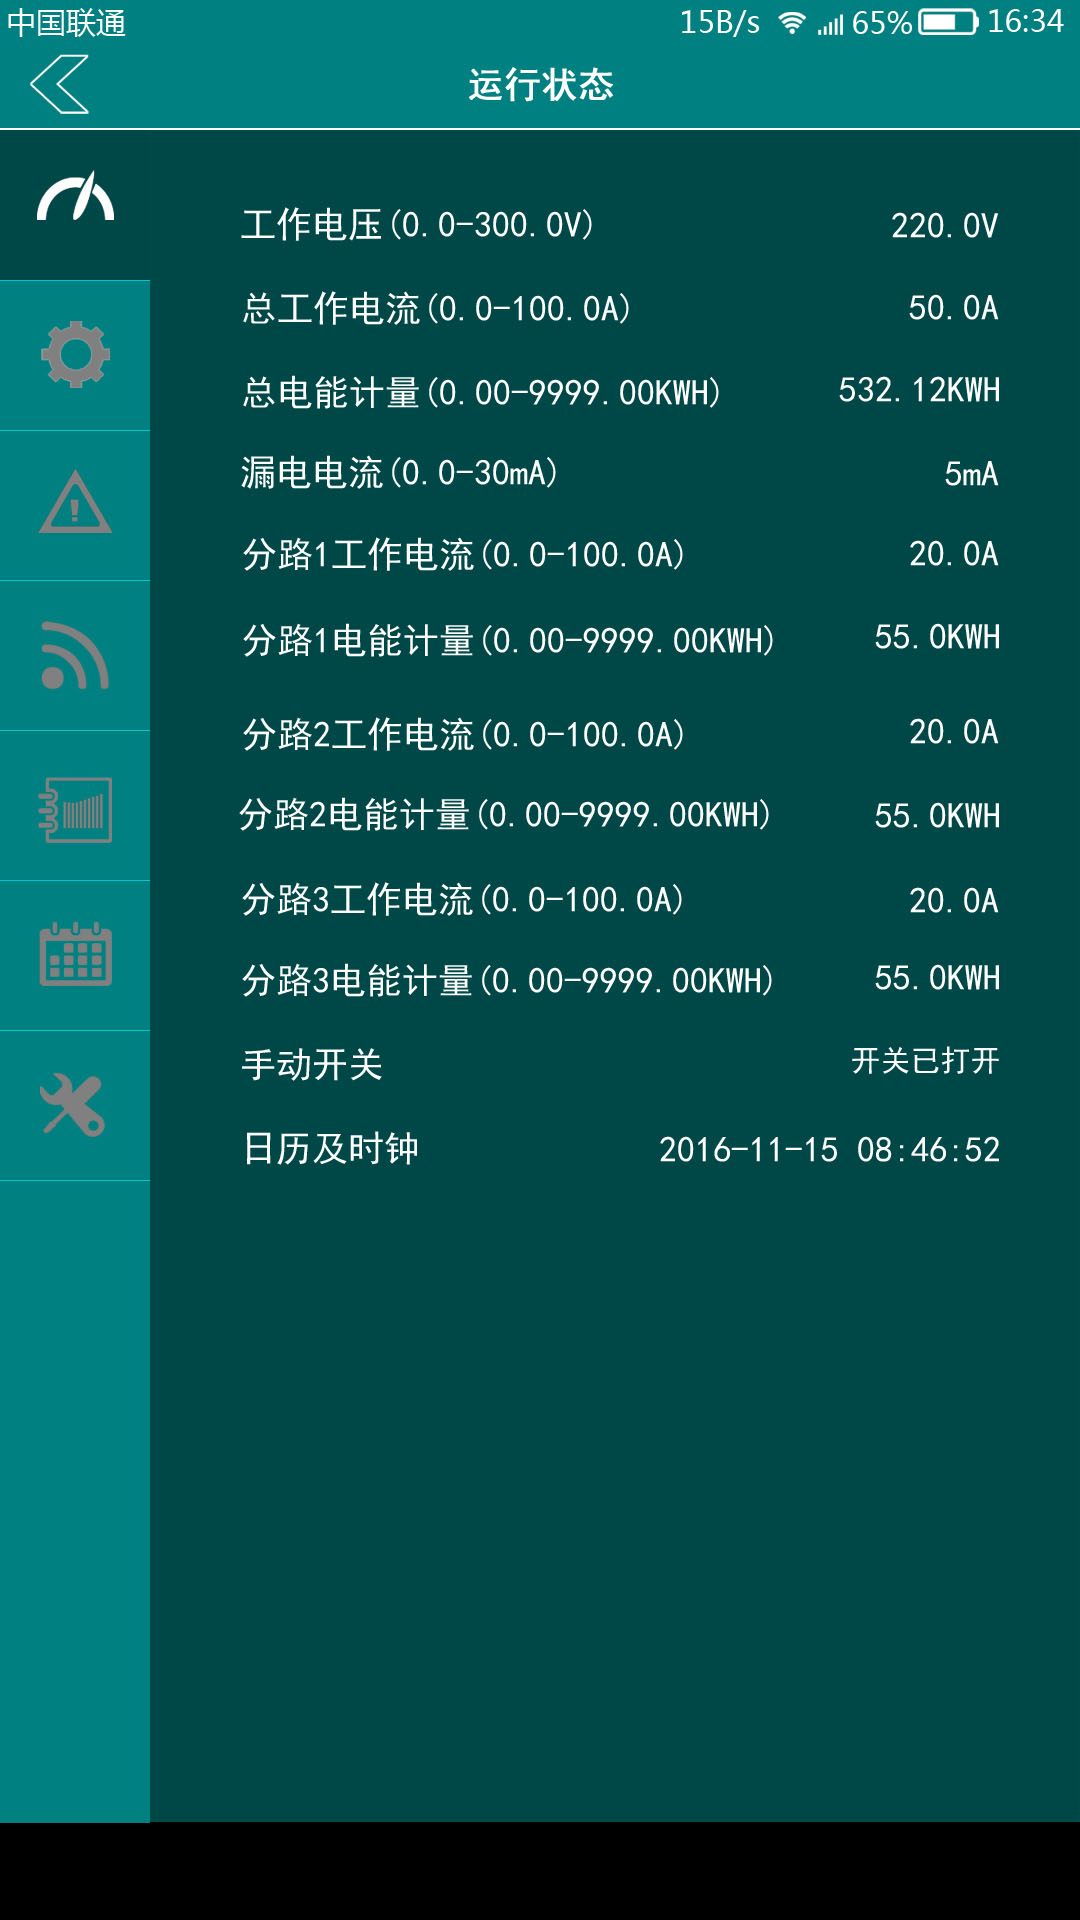 中国联通 15B/s 65% 16:34
运行状态
工作电压(0.0-300.0V) 220.0V
总工作电流(0.0-100.0A) 50.0A
总电能计量(0.00-9999.00KWH) 532.12KWH
漏电电流(0.0-30mA) 5mA
分路1工作电流(0.0-100.0A) 20.0A
分路1电能计量(0.00-9999.00KWH) 55.0KWH
分路2工作电流(0.0-100.0A) 20.0A
分路2电能计量(0.00-9999.00KWH) 55.0KWH
分路3工作电流(0.0-100.0A) 20.0A
分路3电能计量(0.00-9999.00KWH) 55.0KWH
手动开关 开关已打开
日历及时钟 2016-11-15 08:46:52